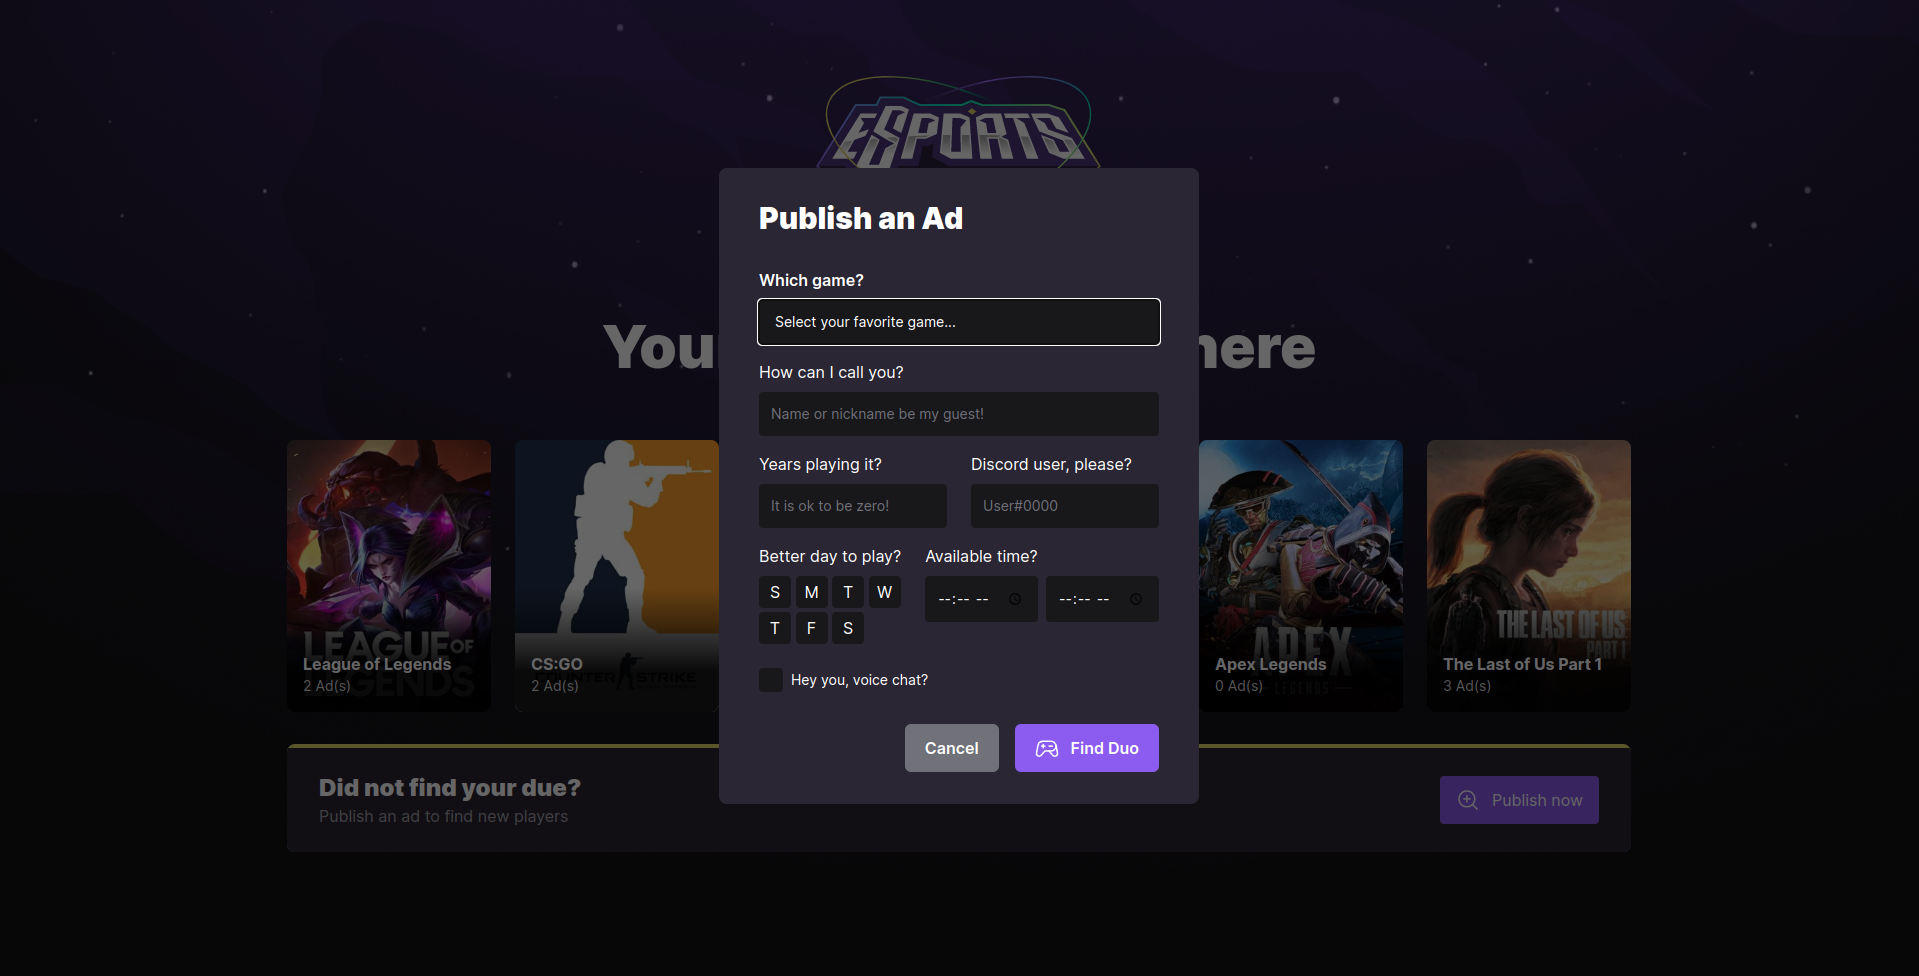 ESPORTS
Publish an Ad
Which game?
Select your favorite game...
You
here
How can I call you?
Name or nickname be my guest!
Years playing it?
Discord user, please?
It is ok to be zero!
User#0000
Better day to play?
Available time?
S M T W
T F S
--:-- --
--:-- --
Hey you, voice chat?
Cancel
Find Duo
LEAGUE OF
LEGENDS
League of Legends
2 Ad(s)
COUNTER STRIKE
CS:GO
2 Ad(s)
APEX
LEGENDS
Apex Legends
0 Ad(s)
THE LAST OF US
PART I
The Last of Us Part 1
3 Ad(s)
Did not find your due?
Publish an ad to find new players
Publish now